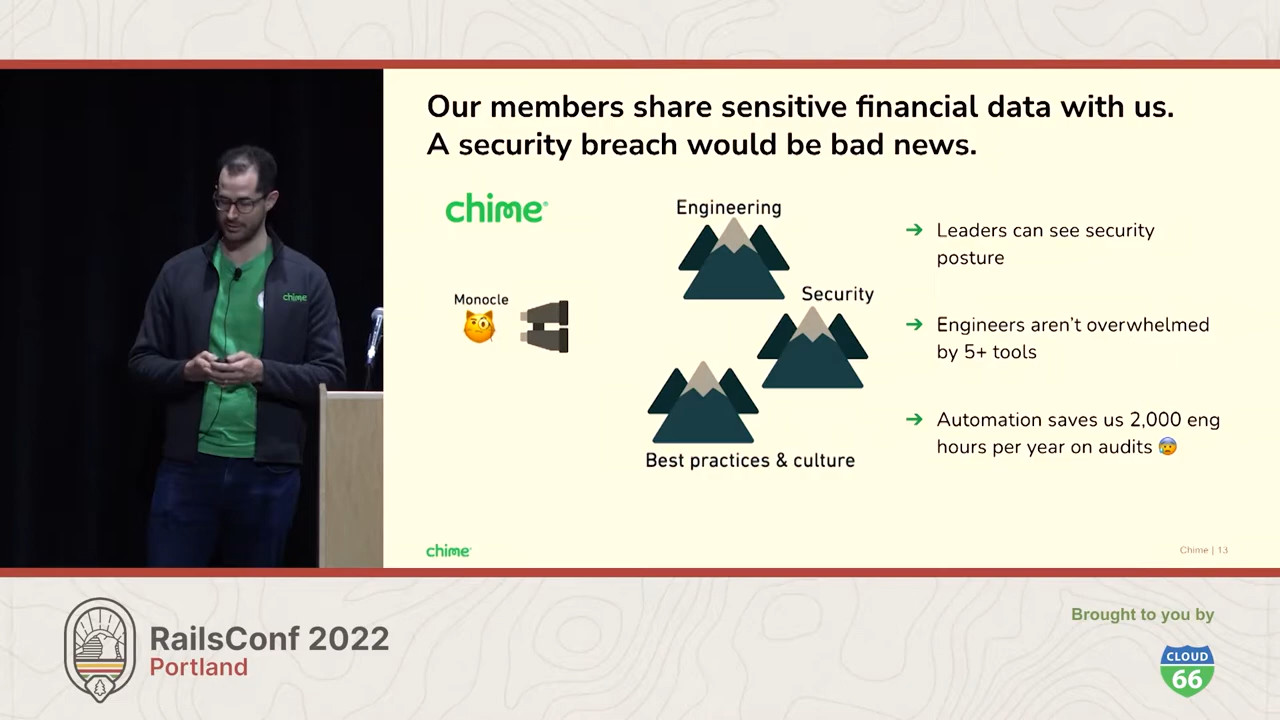 Our members share sensitive financial data with us.
A security breach would be bad news.
chime
Engineering
Leaders can see security
posture
Security
Monocle
chime
Engineers aren't overwhelmed
by 5+ tools
Automation saves us 2,000 eng
hours per year on audits
Best practices & culture
chime
Chime | 13
RailsConf 2022
Portland
Brought to you by
CLOUD
66